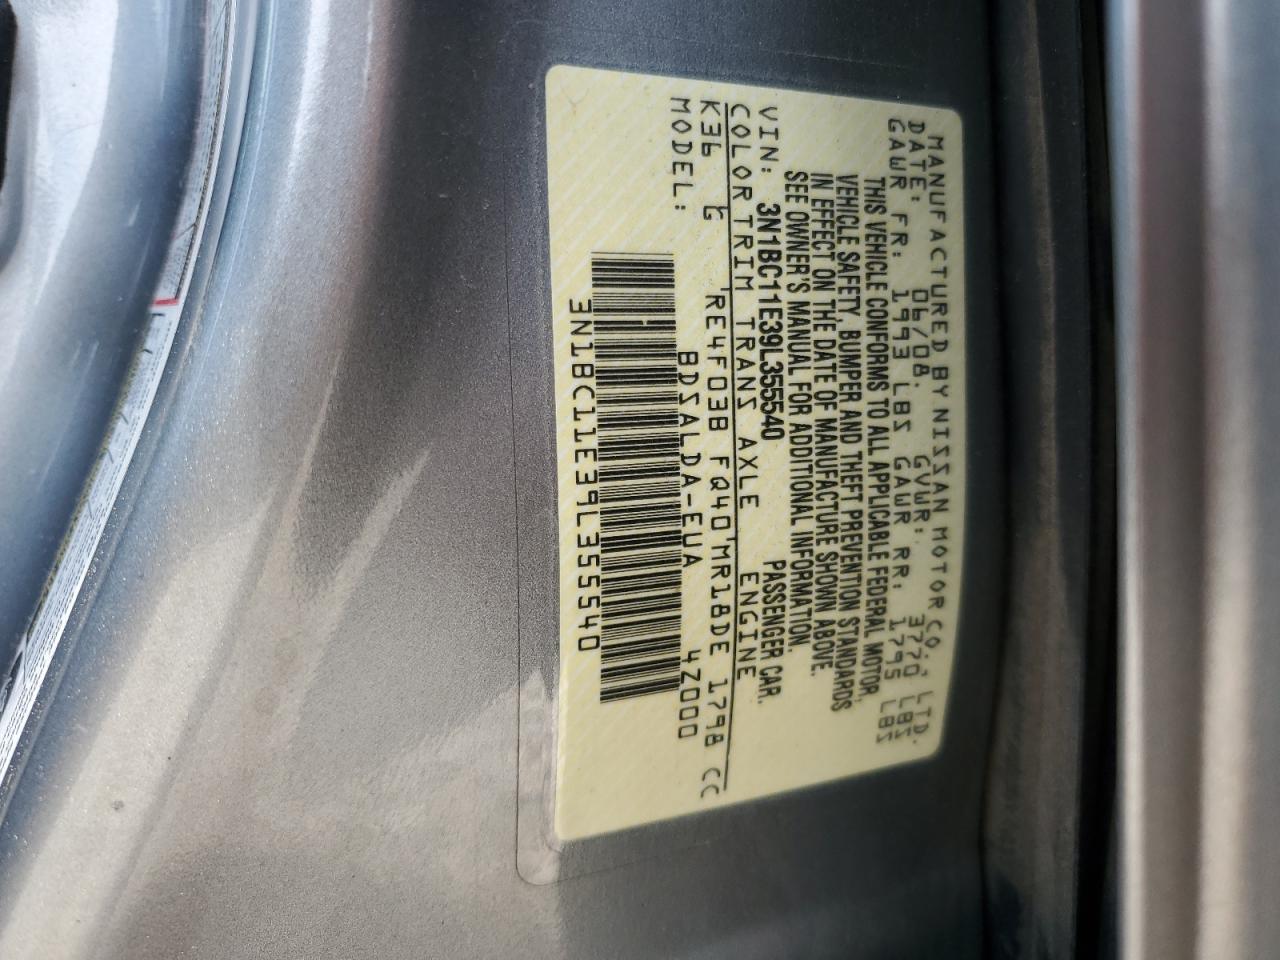 MANUFACTURED BY NISSAN MOTOR CO., LTD.
DATE: 06/08. GVWR: 3770 LBS
GAWR FR: 1993 LBS GAWR RR: 1795 LBS
THIS VEHICLE CONFORMS TO ALL APPLICABLE FEDERAL MOTOR
VEHICLE SAFETY, BUMPER AND THEFT PREVENTION STANDARDS
IN EFFECT ON THE DATE OF MANUFACTURE SHOWN ABOVE.
SEE OWNER'S MANUAL FOR ADDITIONAL INFORMATION.
VIN: 3N1BC11E39L355540 PASSENGER CAR.
COLOR TRIM TRANS AXLE ENGINE
K36 G RE4F03B FQ40 MR18DE 1798 CC
MODEL: BDSALDA-EUA 4Z000
3N1BC11E39L355540